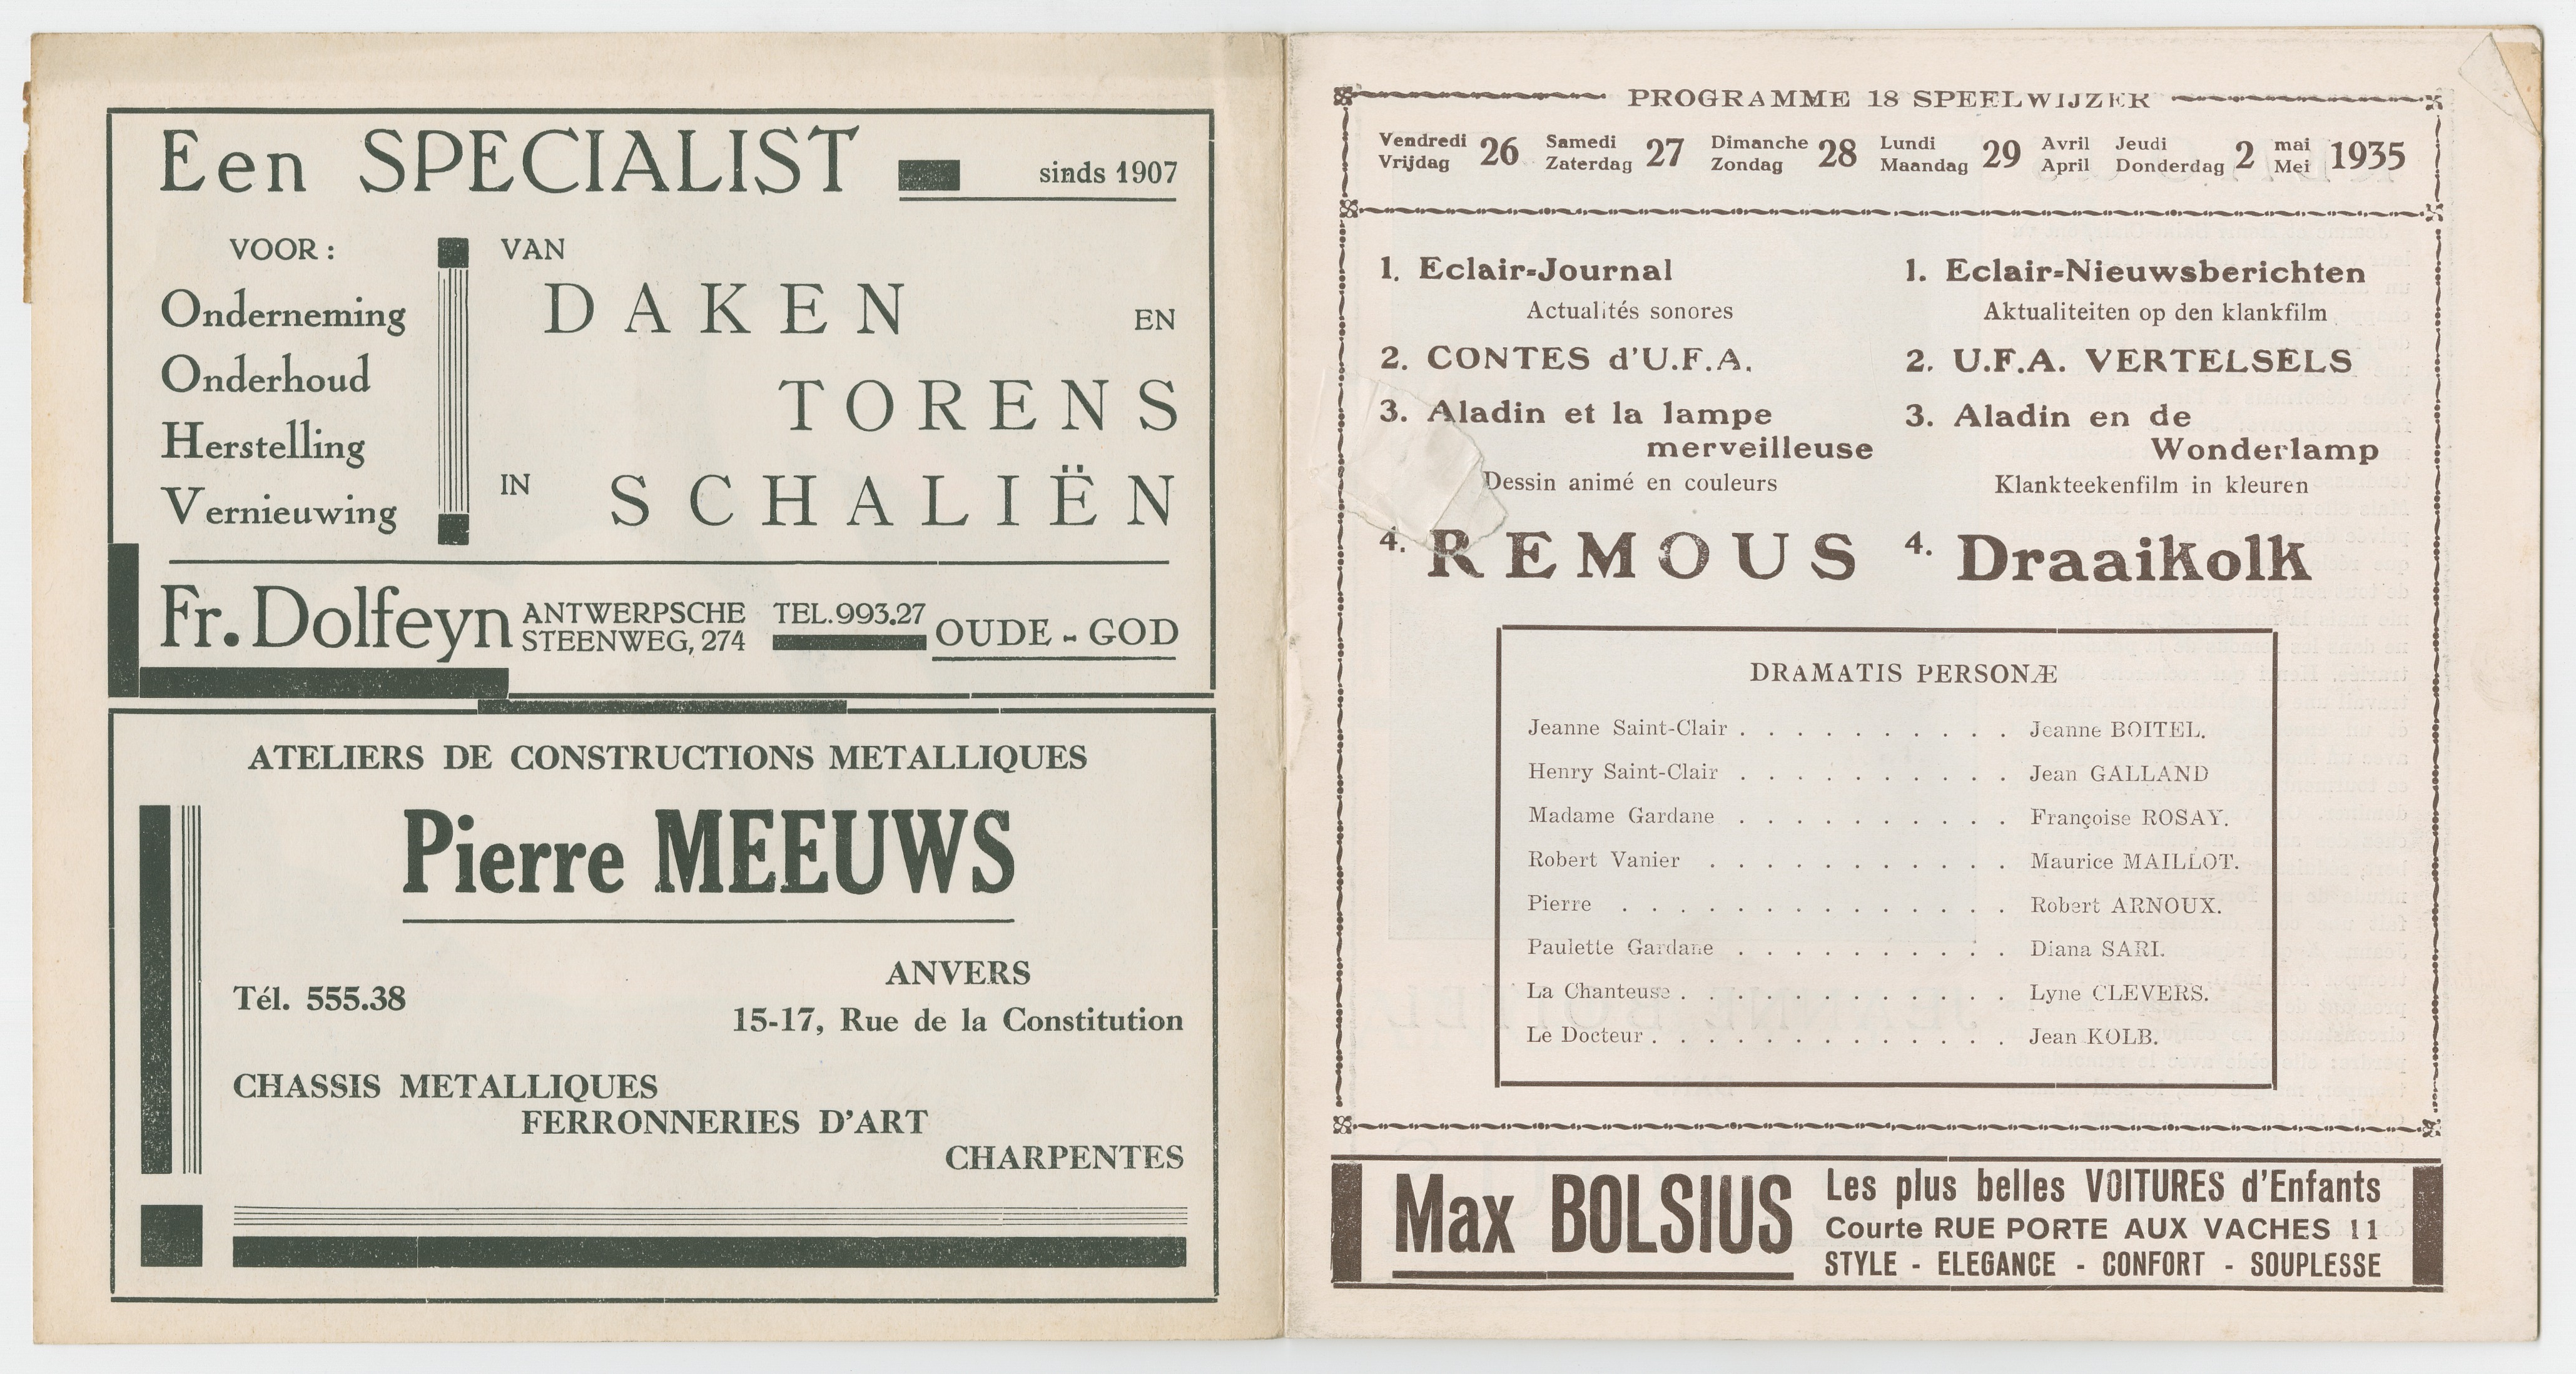 Een SPECIALIST sinds 1907
VOOR :
Onderneming
Onderhoud
Herstelling
Vernieuwing
VAN
DAKEN EN
TORENS
IN SCHALIËN
Fr. Dolfeyn ANTWERPSCHE STEENWEG, 274 TEL. 993.27 OUDE - GOD
ATELIERS DE CONSTRUCTIONS METALLIQUES
Pierre MEEUWS
Tél. 555.38
ANVERS
15-17, Rue de la Constitution
CHASSIS METALLIQUES
FERRONNERIES D'ART
CHARPENTES
PROGRAMME 18 SPEELWIJZER
Vendredi 26 Samedi 27 Dimanche 28 Lundi 29 Avril Jeudi 2 mai 1935
Vrijdag Zaterdag Zondag Maandag April Donderdag Mei
1. Eclair-Journal
Actualités sonores
2. CONTES d'U.F.A.
3. Aladin et la lampe
merveilleuse
Dessin animé en couleurs
4. REMOUS
1. Eclair-Nieuwsberichten
Aktualiteiten op den klankfilm
2. U.F.A. VERTELSELS
3. Aladin en de
Wonderlamp
Klankteekenfilm in kleuren
4. Draaikolk
DRAMATIS PERSONÆ
Jeanne Saint-Clair . . . . . . . . . . Jeanne BOITEL.
Henry Saint-Clair . . . . . . . . . . Jean GALLAND
Madame Gardane . . . . . . . . . . Françoise ROSAY.
Robert Vanier . . . . . . . . . . . Maurice MAILLOT.
Pierre . . . . . . . . . . . . . . Robert ARNOUX.
Paulette Gardane . . . . . . . . . . Diana SARI.
La Chanteuse . . . . . . . . . . . . Lyne CLEVERS.
Le Docteur . . . . . . . . . . . . . Jean KOLB.
Max BOLSIUS
Les plus belles VOITURES d'Enfants
Courte RUE PORTE AUX VACHES 11
STYLE - ELEGANCE - CONFORT - SOUPLESSE